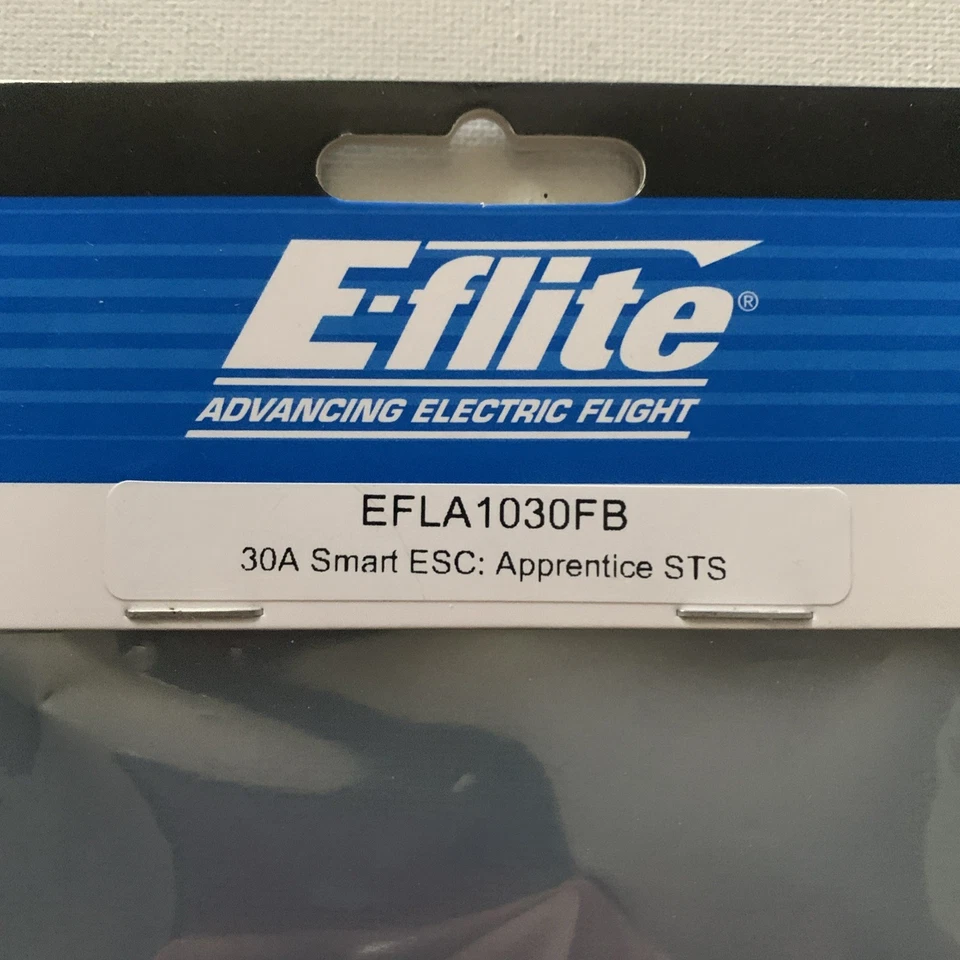 E-flite®
ADVANCING ELECTRIC FLIGHT
EFLA1030FB
30A Smart ESC: Apprentice STS